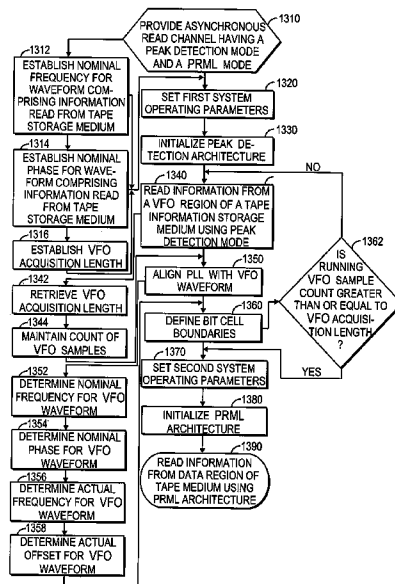 1310
PROVIDE ASYNCHRONOUS
READ CHANNEL HAVING A
PEAK DETECTION MODE
AND A PRML MODE
1312
ESTABLISH NOMINAL
FREQUENCY FOR
WAVEFORM COM-
PRISING INFORMATION
READ FROM TAPE
STORAGE MEDIUM
1314
ESTABLISH NOMINAL
PHASE FOR WAVE-
FORM COMPRISING
INFORMATION READ
FROM TAPE
STORAGE MEDIUM
1316
ESTABLISH VFO
ACQUISITION LENGTH
1342
RETRIEVE VFO
ACQUISITION LENGTH
1344
MAINTAIN COUNT OF
VFO SAMPLES
1352
DETERMINE NOMINAL
FREQUENCY FOR VFO
WAVEFORM
1354
DETERMINE NOMINAL
PHASE FOR VFO
WAVEFORM
1356
DETERMINE ACTUAL
FREQUENCY FOR VFO
WAVEFORM
1358
DETERMINE ACTUAL
OFFSET FOR VFO
WAVEFORM
1320
SET FIRST SYSTEM
OPERATING PARAMETERS
1330
INITIALIZE PEAK DE-
TECTION ARCHITECTURE
1340
READ INFORMATION FROM
A VFO REGION OF A TAPE
INFORMATION STORAGE
MEDIUM USING PEAK
DETECTION MODE
1350
ALIGN PLL WITH VFO
WAVEFORM
1360
DEFINE BIT CELL
BOUNDARIES
1370
SET SECOND SYSTEM
OPERATING PARAMETERS
1380
INITIALIZE PRML
ARCHITECTURE
1390
READ INFORMATION
FROM DATA REGION OF
TAPE MEDIUM USING
PRML ARCHITECTURE
NO
1362
IS
RUNNING
VFO SAMPLE
COUNT GREATER
THAN OR EQUAL TO
VFO ACQUISI-
TION LENGTH
?
YES